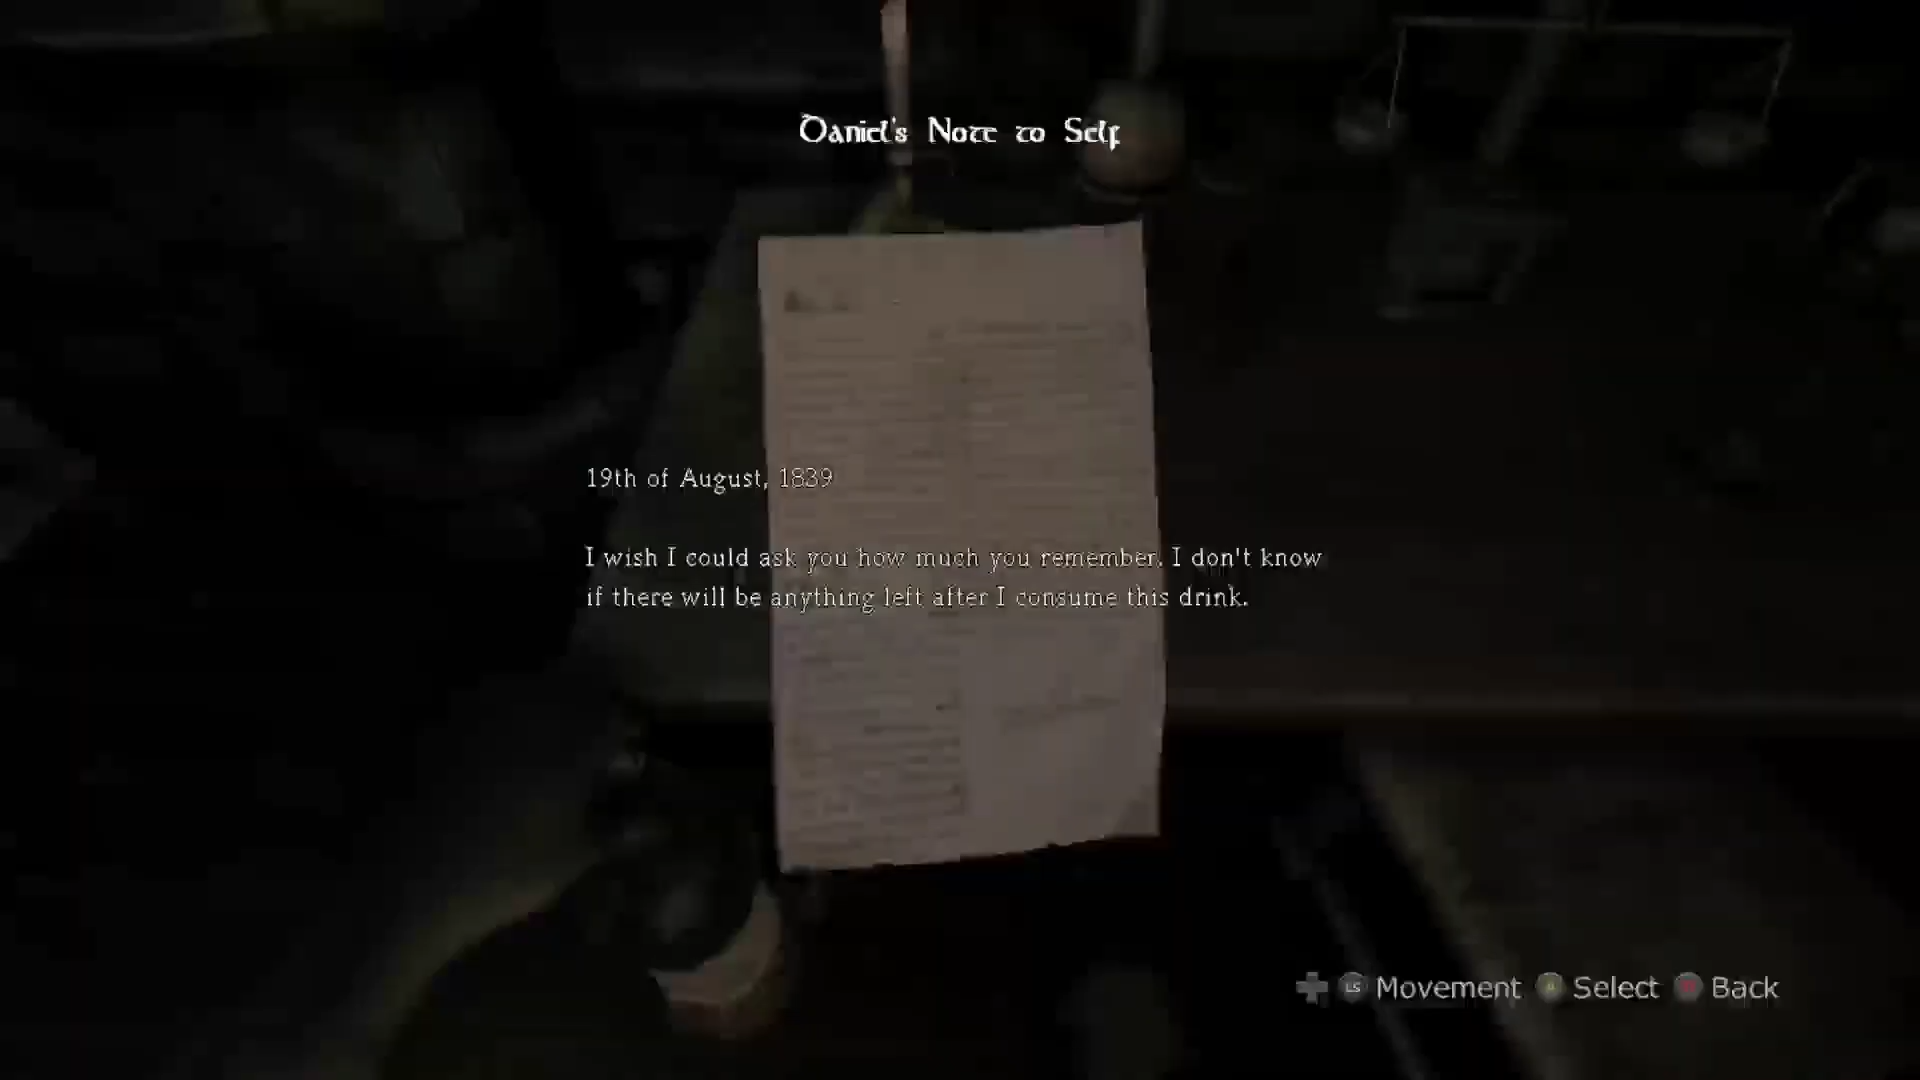 Daniel's Note to Self
19th of August, 1839
I wish I could ask you how much you remember. I don't know
if there will be anything left after I consume this drink.
LS Movement A Select B Back